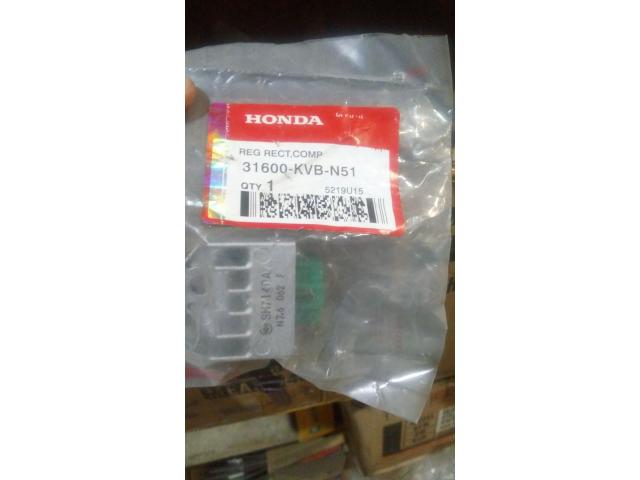 HONDA
REG RECT,COMP
31600-KVB-N51
QTY 1
5219U15